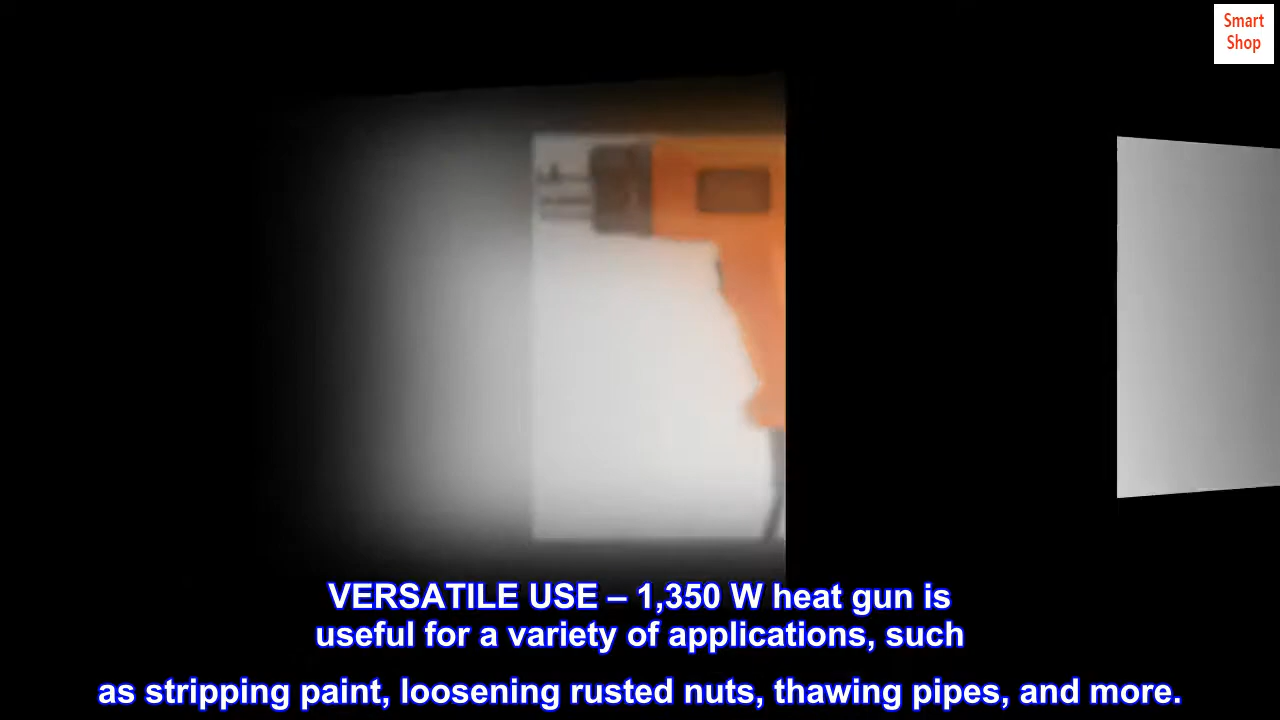 Smart
Shop
VERSATILE USE – 1,350 W heat gun is
useful for a variety of applications, such
as stripping paint, loosening rusted nuts, thawing pipes, and more.